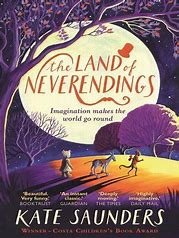 the LAND of
NEVERENDINGS
Imagination makes the
world go round
'Beautiful.
Very funny.'
BOOKTRUST
'An instant
classic.'
GUARDIAN
'Deeply
moving.'
THE TIMES
'Highly
imaginative.'
DAILY MAIL
KATE SAUNDERS
WINNER – COSTA CHILDREN'S BOOK AWARD